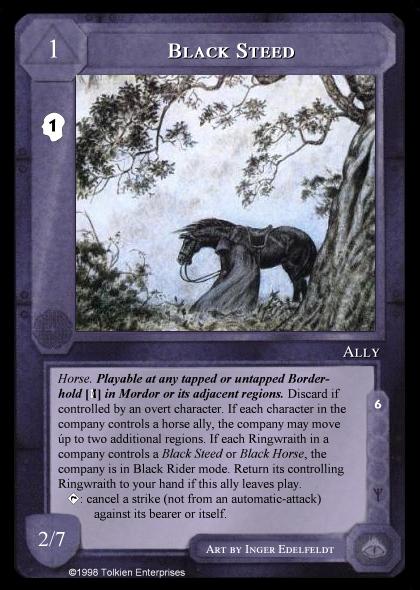 1
BLACK STEED
1
ALLY
Horse. Playable at any tapped or untapped Border-
hold [] in Mordor or its adjacent regions. Discard if
controlled by an overt character. If each character in the
company controls a horse ally, the company may move
úp to two additional regions. If each Ringwraith in a
company controls a Black Steed or Black Horse, the
company is in Black Rider mode. Return its controlling
Ringwraith to your hand if this ally leaves play.
: cancel a strike (not from an automatic-attack)
against its bearer or itself.
6
2/7
ART BY INGER EDELFELDT
©1998 Tolkien Enterprises